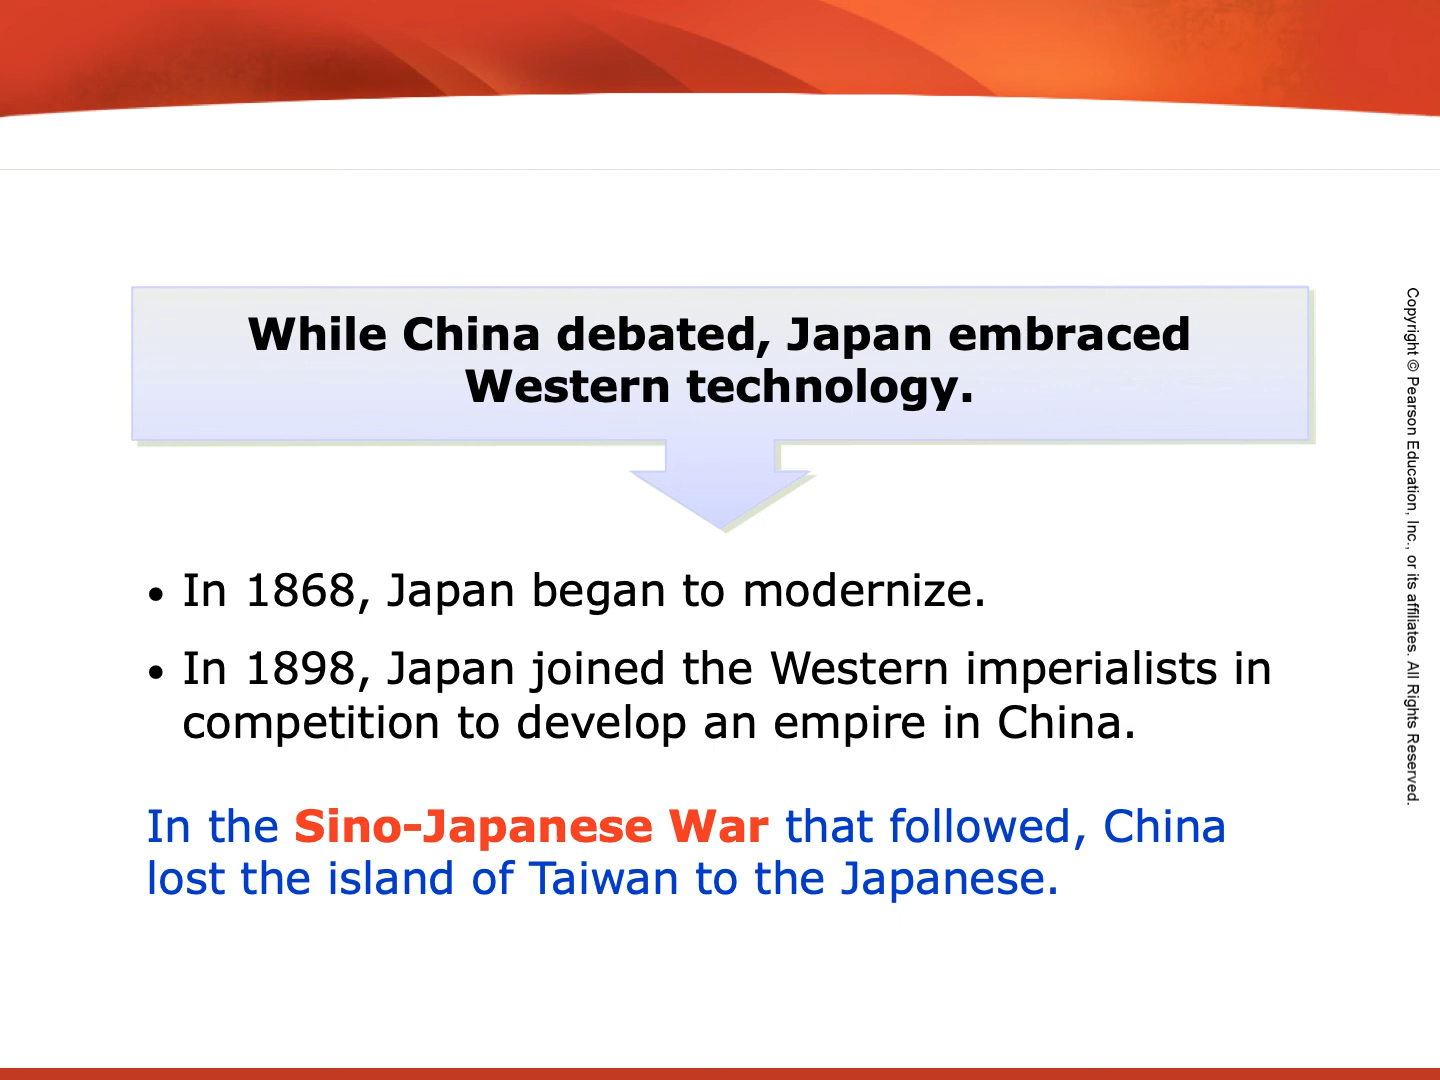 While China debated, Japan embraced
Western technology.
• In 1868, Japan began to modernize.
• In 1898, Japan joined the Western imperialists in
competition to develop an empire in China.
In the Sino-Japanese War that followed, China
lost the island of Taiwan to the Japanese.
Copyright © Pearson Education, Inc., or its affiliates. All Rights Reserved.